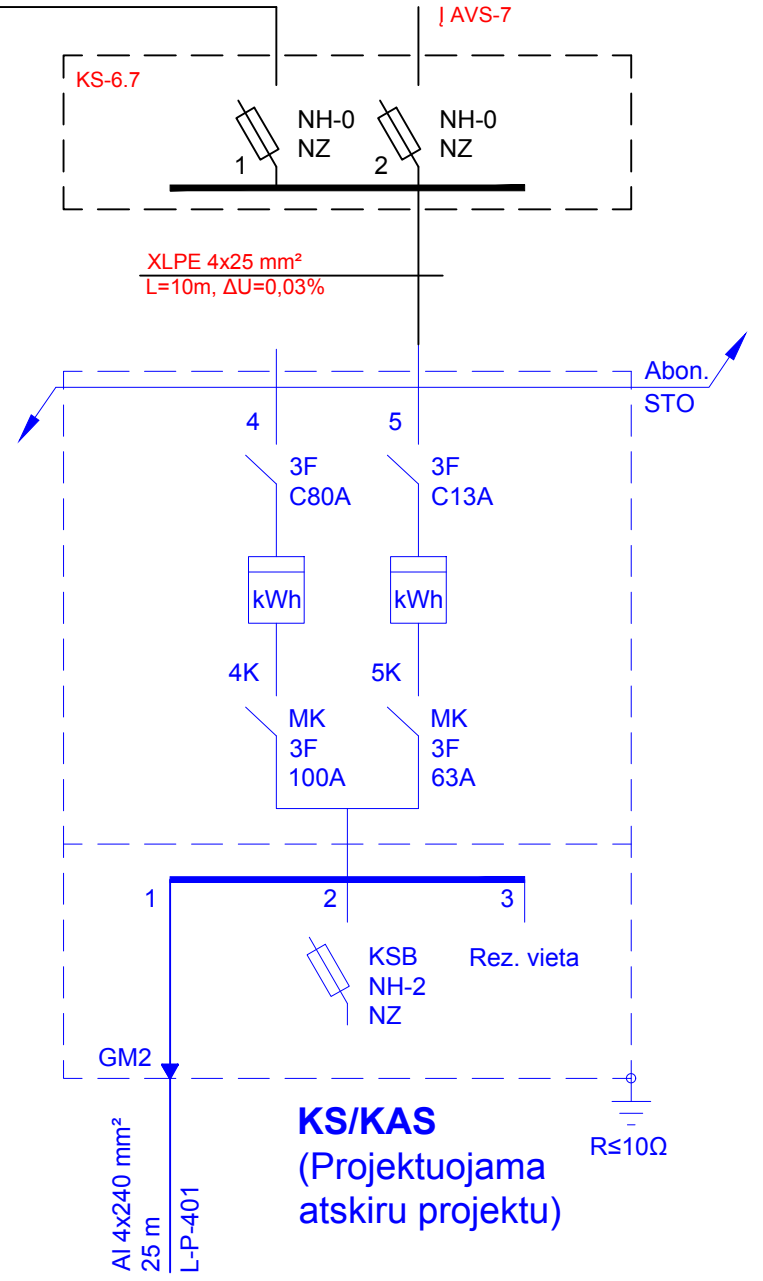 Į AVS-7
KS-6.7
NH-0
NZ
1
NH-0
NZ
2
XLPE 4x25 mm²
L=10m, ΔU=0,03%
Abon.
STO
4
5
3F
C80A
3F
C13A
kWh
kWh
4K
5K
MK
3F
100A
MK
3F
63A
1
2
3
KSB
NH-2
NZ
Rez. vieta
GM2
Al 4x240 mm²
25 m
L-P-401
KS/KAS
(Projektuojama
atskiru projektu)
R≤10Ω